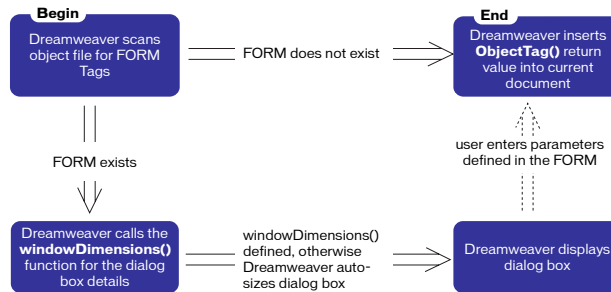 Begin
Dreamweaver scans
object file for FORM
Tags
FORM does not exist
End
Dreamweaver inserts
ObjectTag() return
value into current
document
FORM exists
user enters parameters
defined in the FORM
Dreamweaver calls the
windowDimensions()
function for the dialog
box details
windowDimensions()
defined, otherwise
Dreamweaver auto-
sizes dialog box
Dreamweaver displays
dialog box